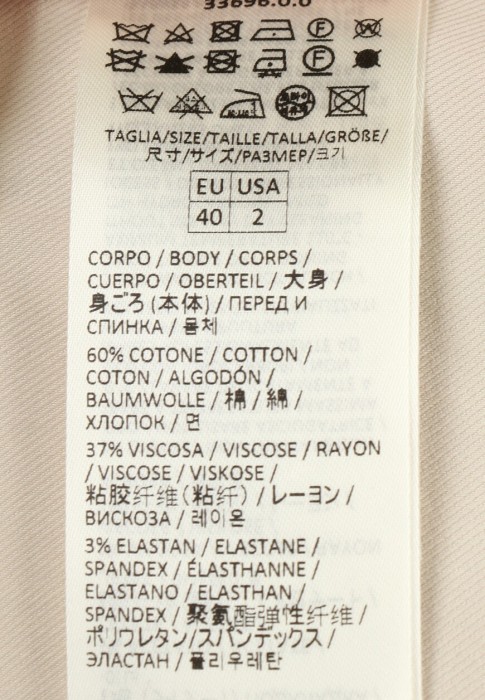 33696.0.0
TAGLIA/SIZE/TAILLE/TALLA/GRÖßE/
尺寸/サイズ/РАЗМЕР/크기
EU USA
40 2
CORPO / BODY / CORPS /
CUERPO / OBERTEIL / 大身 /
身ごろ (本体) / ПЕРЕД И
СПИНКА / 몸체
60% COTONE / COTTON /
COTON / ALGODÓN /
BAUMWOLLE / 棉 / 綿 /
ХЛОПОК / 면
37% VISCOSA / VISCOSE / RAYON
/ VISCOSE / VISKOSE /
粘胶纤维(粘纤) / レーヨン /
ВИСКОЗА / 레이온
3% ELASTAN / ELASTANE /
SPANDEX / ÉLASTHANNE /
ELASTANO / ELASTHAN /
SPANDEX / 聚氨酯弹性纤维 /
ポリウレタン/スパンデックス /
ЭЛАСТАН / 폴리우레탄